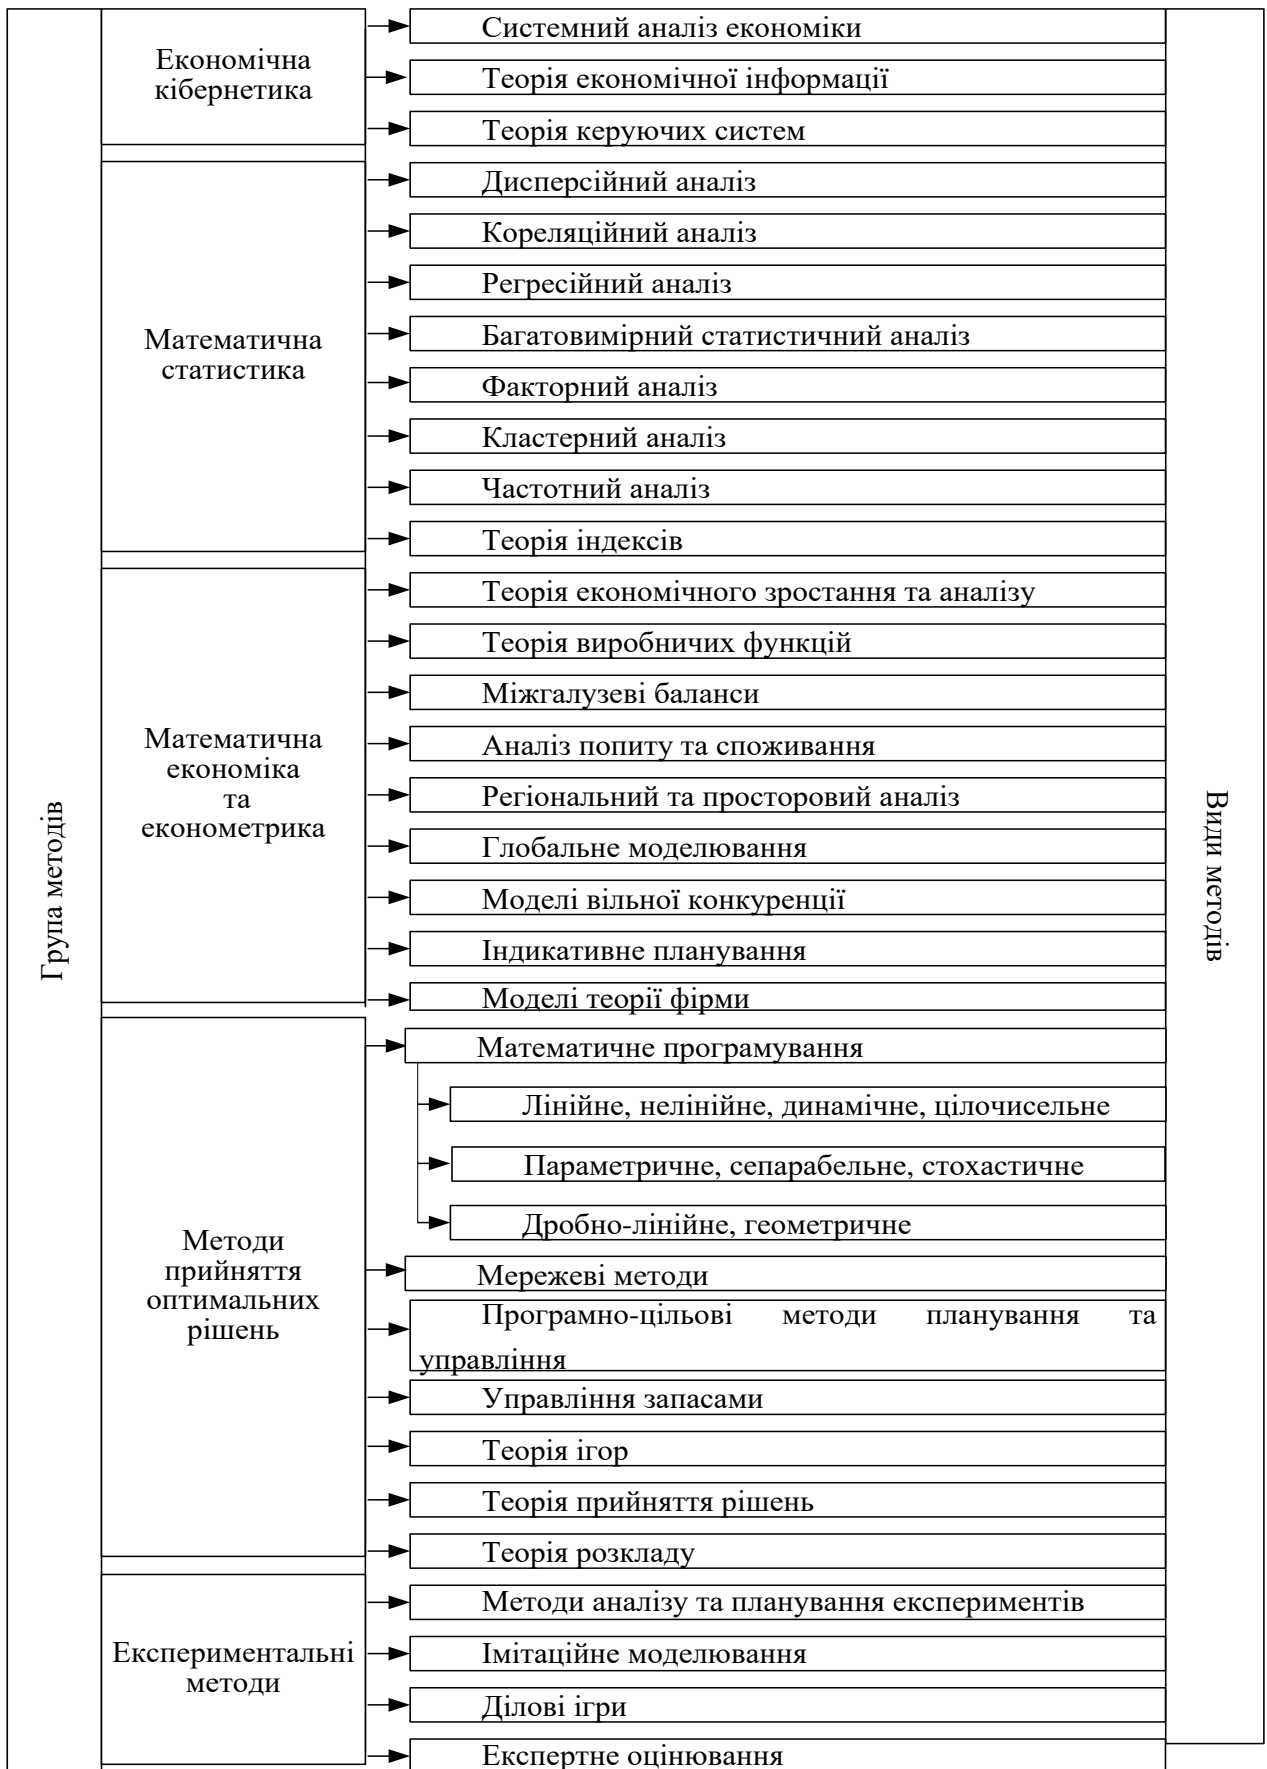 Група методів
Економічна
кібернетика
Системний аналіз економіки
Теорія економічної інформації
Теорія керуючих систем
Математична
статистика
Дисперсійний аналіз
Кореляційний аналіз
Регресійний аналіз
Багатовимірний статистичний аналіз
Факторний аналіз
Кластерний аналіз
Частотний аналіз
Теорія індексів
Математична
економіка
та
економетрика
Теорія економічного зростання та аналізу
Теорія виробничих функцій
Міжгалузеві баланси
Аналіз попиту та споживання
Регіональний та просторовий аналіз
Глобальне моделювання
Моделі вільної конкуренції
Індикативне планування
Моделі теорії фірми
Методи
прийняття
оптимальних
рішень
Математичне програмування
Лінійне, нелінійне, динамічне, цілочисельне
Параметричне, сепарабельне, стохастичне
Дробно-лінійне, геометричне
Мережеві методи
Програмно-цільові методи планування та
управління
Управління запасами
Теорія ігор
Теорія прийняття рішень
Теорія розкладу
Експериментальні
методи
Методи аналізу та планування експериментів
Імітаційне моделювання
Ділові ігри
Експертне оцінювання
Види методів